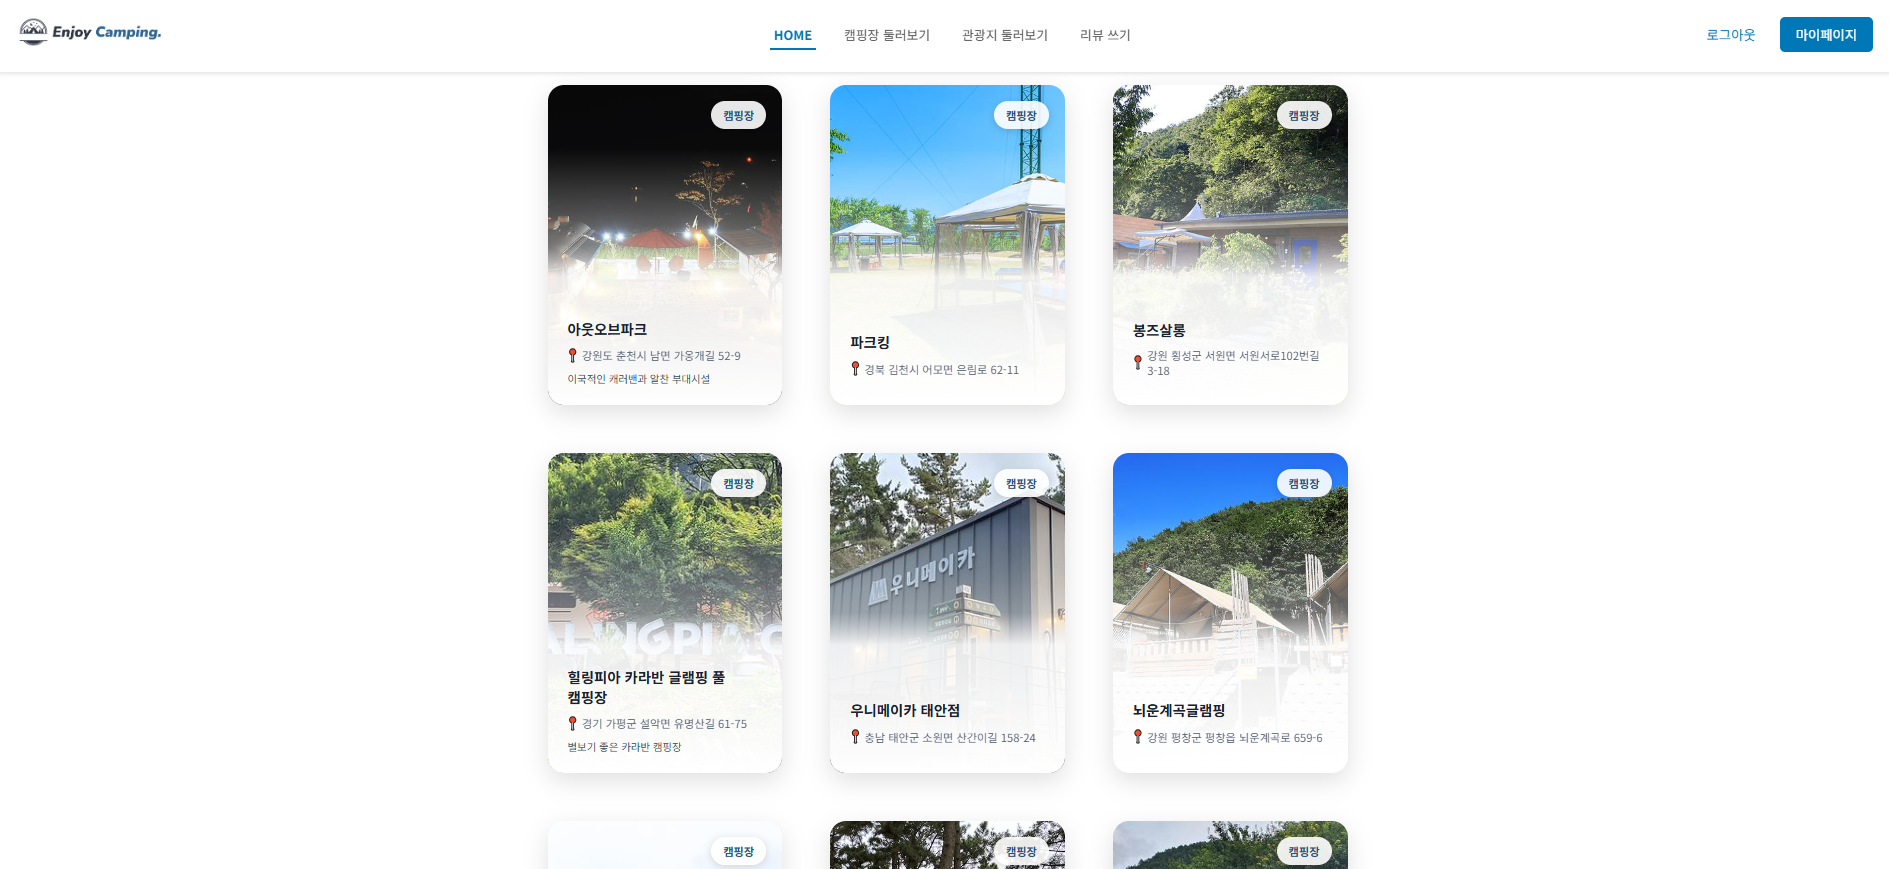 Enjoy Camping.
HOME
캠핑장 둘러보기
관광지 둘러보기
리뷰 쓰기
로그아웃
마이페이지
캠핑장
아웃오브파크
강원도 춘천시 남면 가옹개길 52-9
이국적인 캐러밴과 알찬 부대시설
캠핑장
파크킹
경북 김천시 어모면 은림로 62-11
캠핑장
봉즈살롱
강원 횡성군 서원면 서원서로102번길
3-18
캠핑장
힐링피아 카라반 글램핑 풀
캠핑장
경기 가평군 설악면 유명산길 61-75
별보기 좋은 카라반 캠핑장
캠핑장
우니메이카
우니메이카 태안점
충남 태안군 소원면 산간이길 158-24
캠핑장
뇌운계곡글램핑
강원 평창군 평창읍 뇌운계곡로 659-6
캠핑장
캠핑장
캠핑장